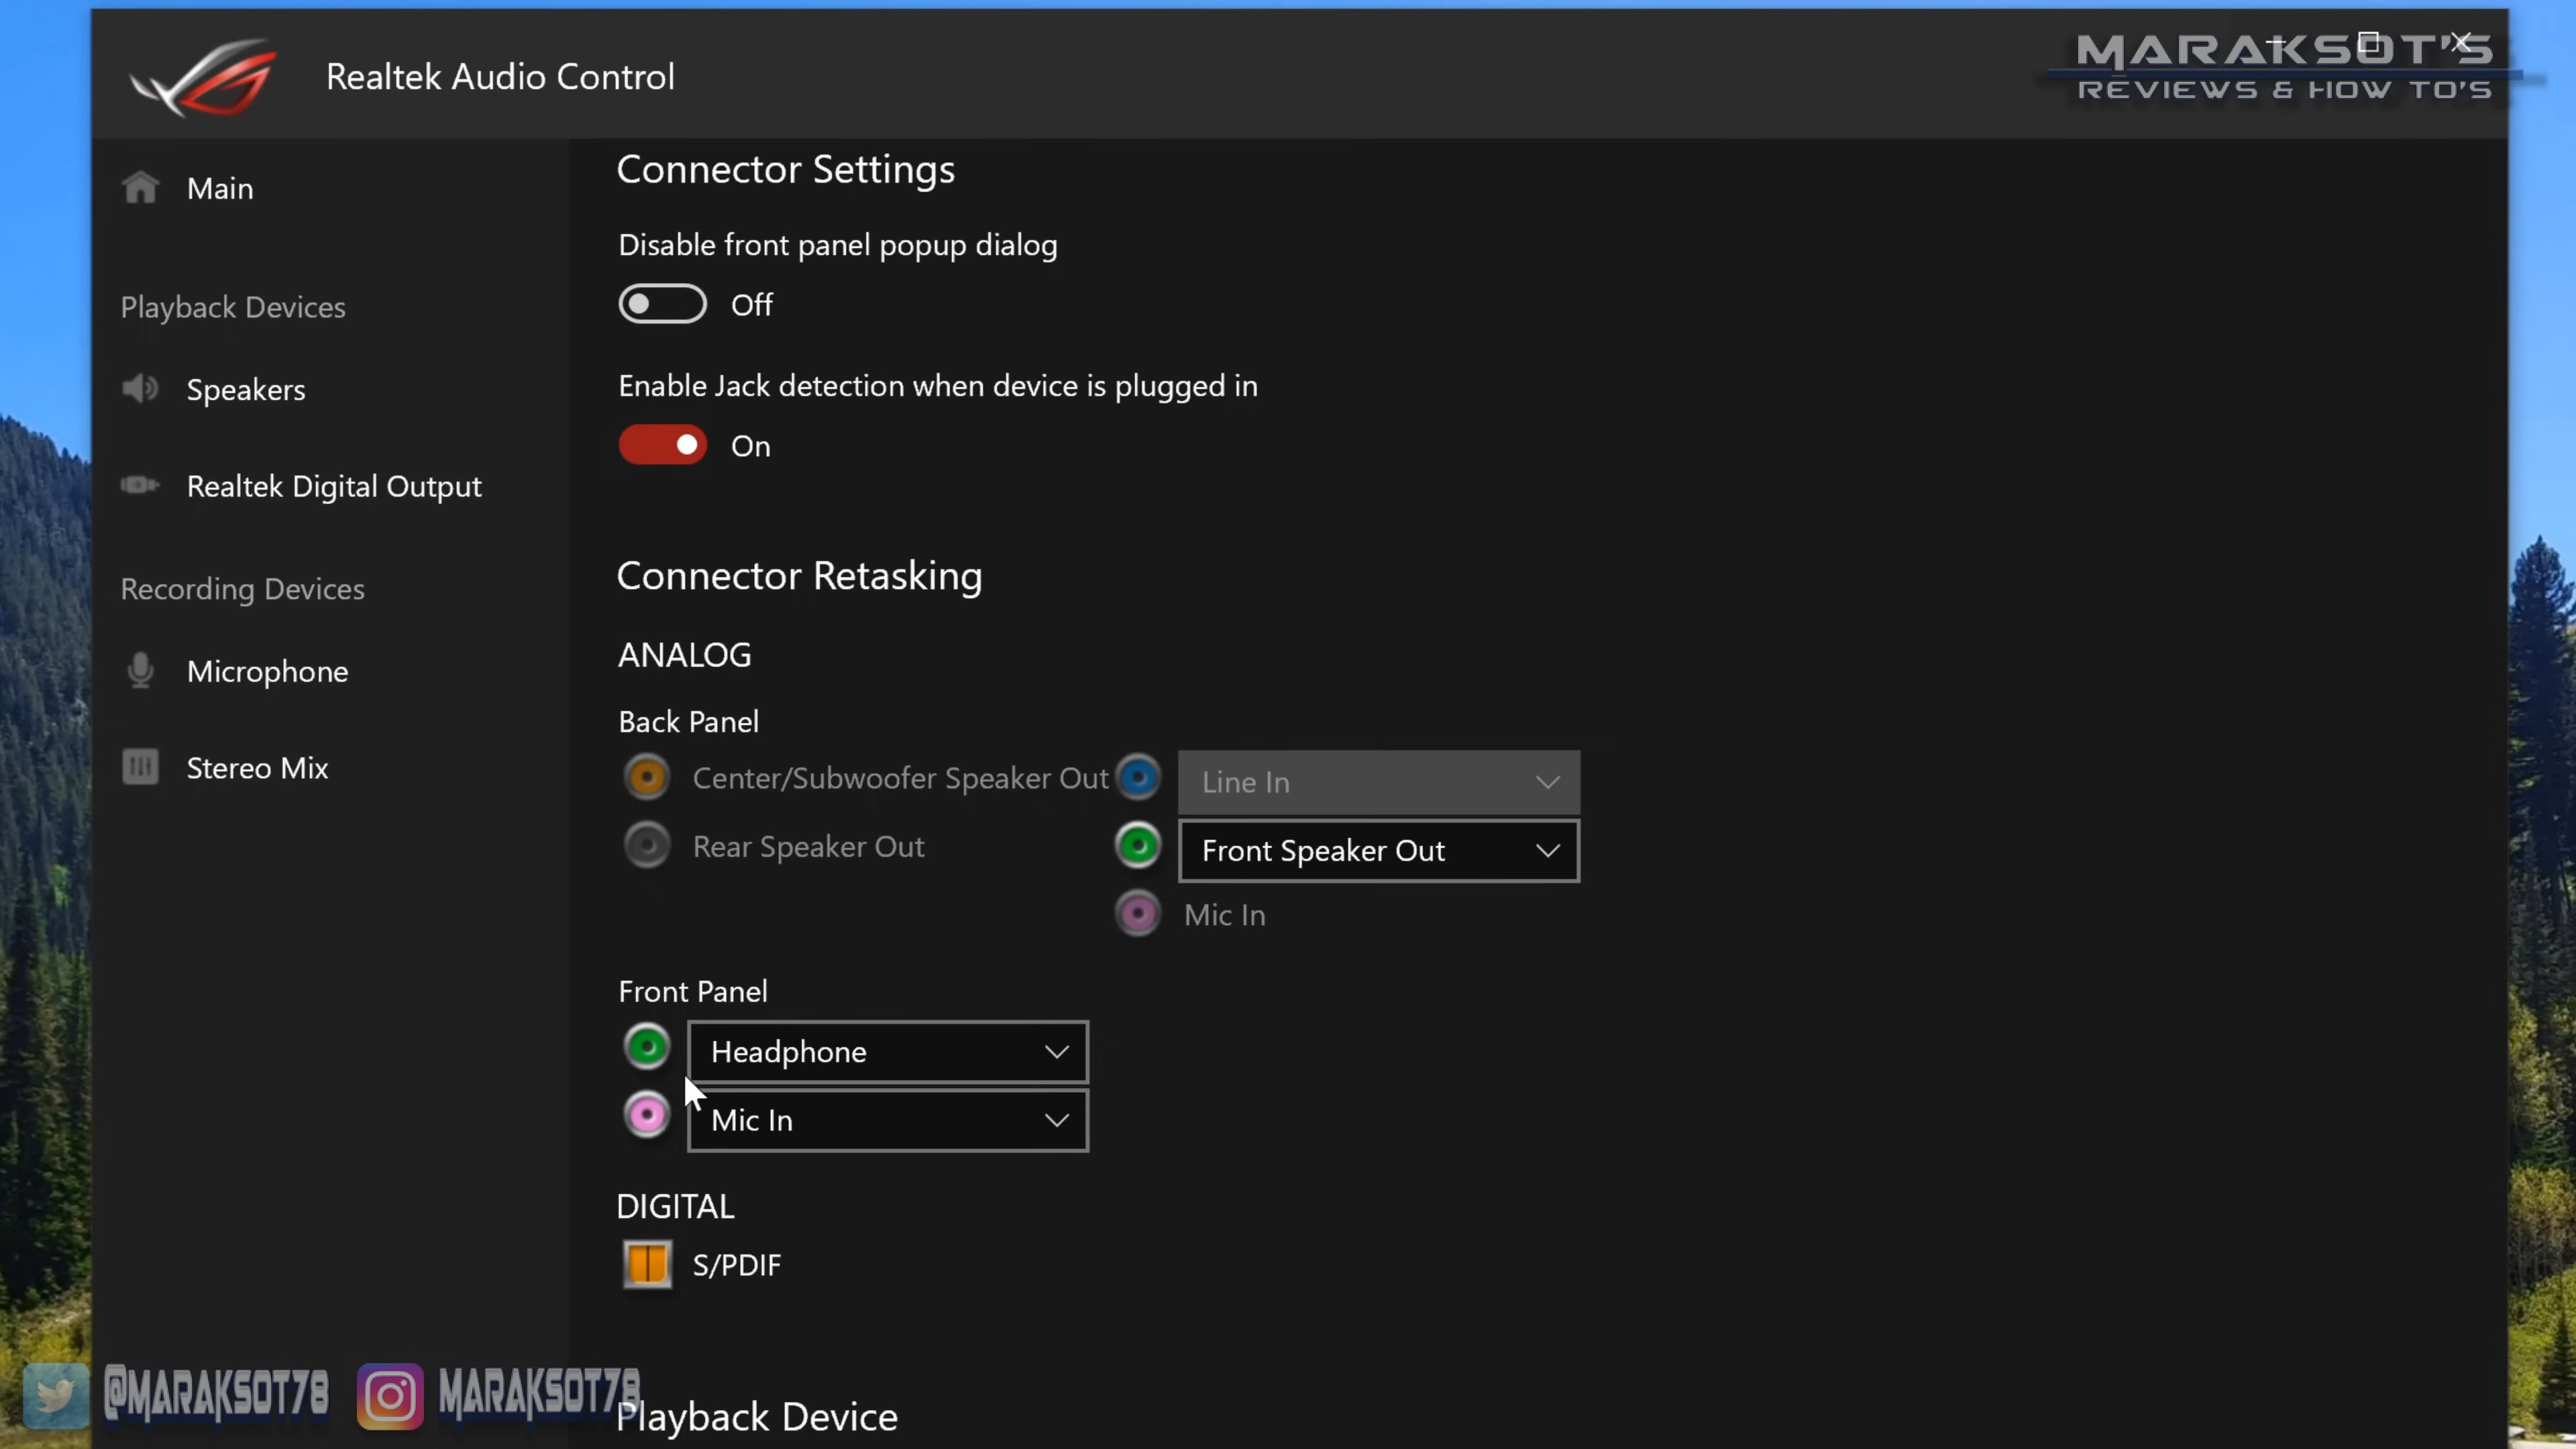 Realtek Audio Control
MARAKSOT'S
REVIEWS & HOW TO'S
Main
Playback Devices
Speakers
Realtek Digital Output
Recording Devices
Microphone
Stereo Mix
Connector Settings
Disable front panel popup dialog
Off
Enable Jack detection when device is plugged in
On
Connector Retasking
ANALOG
Back Panel
Center/Subwoofer Speaker Out
Line In
Rear Speaker Out
Front Speaker Out
Mic In
Front Panel
Headphone
Mic In
DIGITAL
S/PDIF
Playback Device
@MARAKSOT78
MARAKSOT78